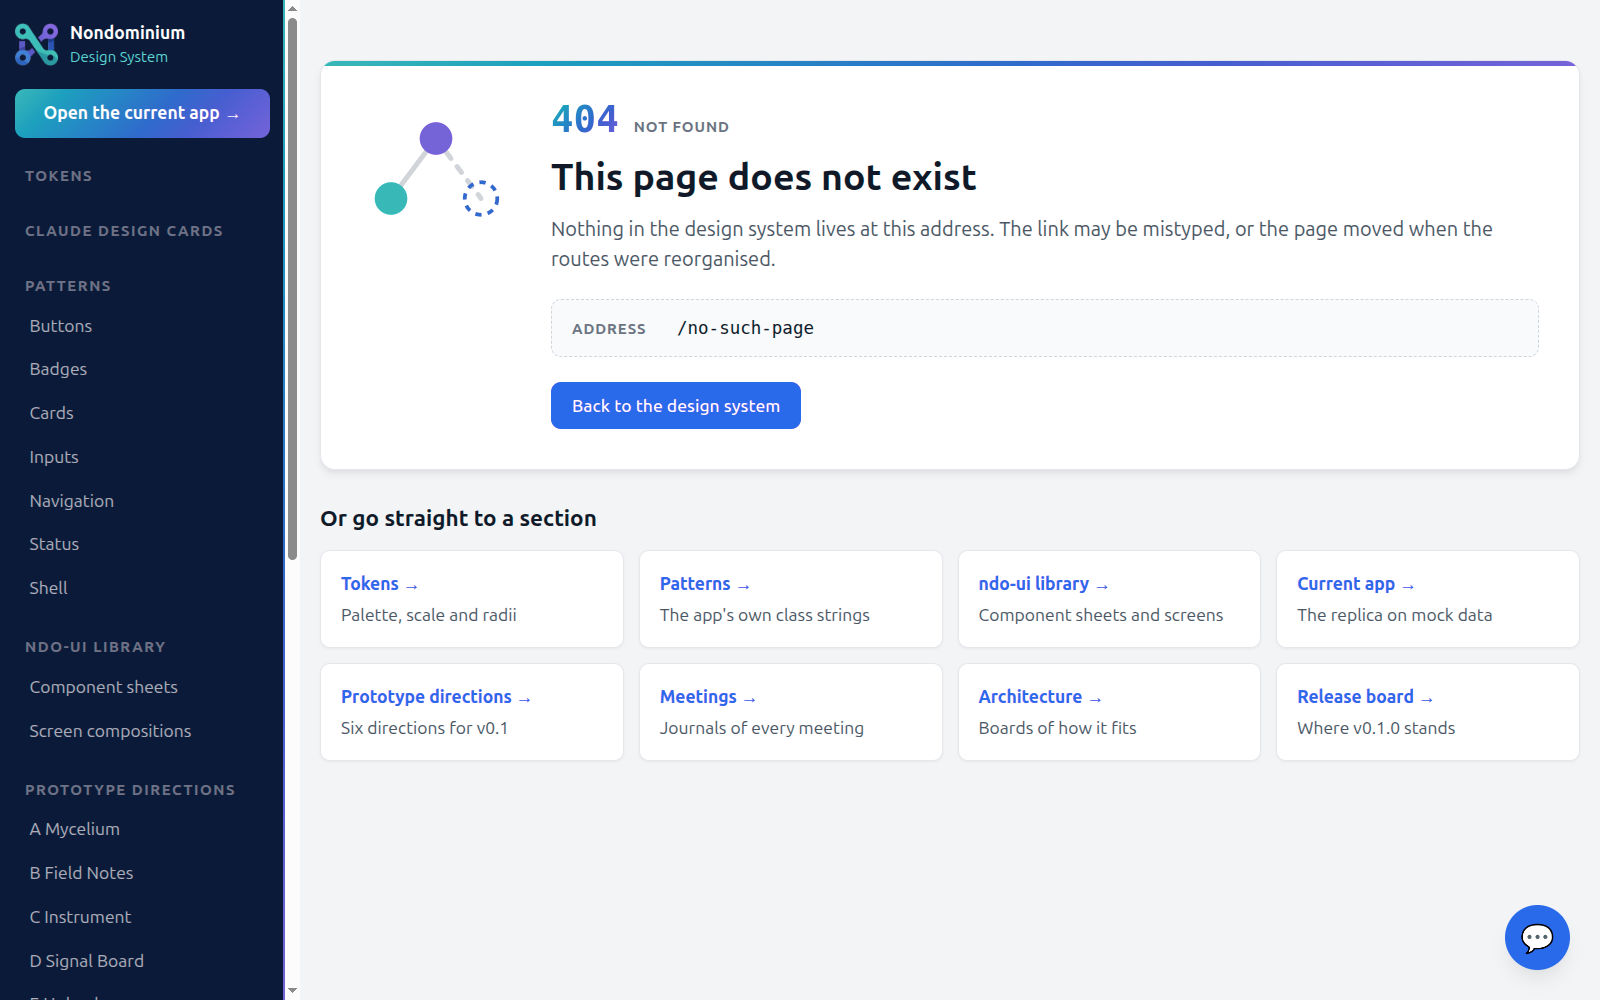 Nondominium
Design System
Open the current app →
TOKENS
CLAUDE DESIGN CARDS
PATTERNS
Buttons
Badges
Cards
Inputs
Navigation
Status
Shell
NDO-UI LIBRARY
Component sheets
Screen compositions
PROTOTYPE DIRECTIONS
A Mycelium
B Field Notes
C Instrument
D Signal Board
404 NOT FOUND
This page does not exist
Nothing in the design system lives at this address. The link may be mistyped, or the page moved when the
routes were reorganised.
ADDRESS /no-such-page
Back to the design system
Or go straight to a section
Tokens →
Palette, scale and radii
Patterns →
The app's own class strings
ndo-ui library →
Component sheets and screens
Current app →
The replica on mock data
Prototype directions →
Six directions for v0.1
Meetings →
Journals of every meeting
Architecture →
Boards of how it fits
Release board →
Where v0.1.0 stands